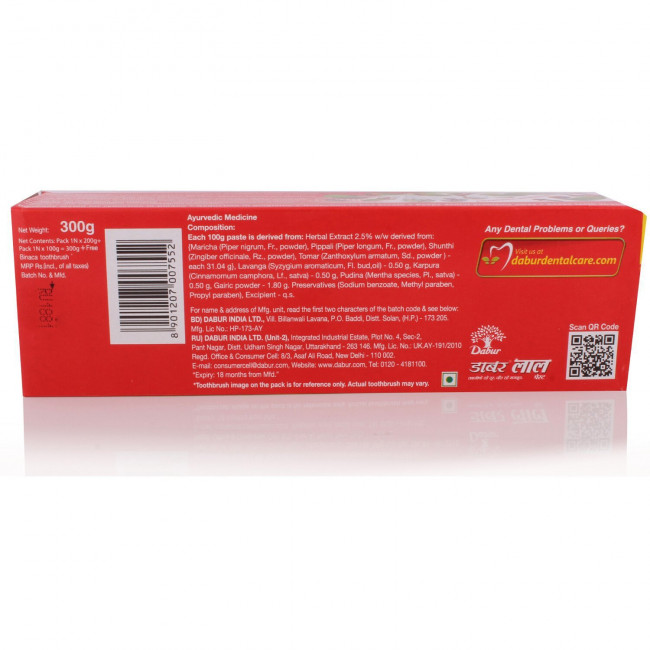 Net Weight: 300g
Net Contents: Pack 1N x 200g+
Pack 1N x 100g = 300g + Free
Binaca toothbrush*
MRP Rs.(Incl., of all taxes)
Batch No. & Mfd.
RU1881
8 901207 007552
Ayurvedic Medicine
Composition:
Each 100g paste is derived from: Herbal Extract 2.5% w/w derived from:
{Maricha (Piper nigrum, Fr., powder), Pippali (Piper longum, Fr., powder), Shunthi
(Zingiber officinale, Rz., powder), Tomar (Zanthoxylum armatum, Sd., powder) -
each 31.04 g}, Lavanga (Syzygium aromaticum, Fl. bud,oil) - 0.50 g, Karpura
(Cinnamomum camphora, Lf., satva) - 0.50 g, Pudina (Mentha species, Pl., satva) -
0.50 g, Gairic powder - 1.80 g. Preservatives (Sodium benzoate, Methyl paraben,
Propyl paraben), Excipient - q.s.
For name & address of Mfg. unit, read the first two characters of the batch code & see below:
BD) DABUR INDIA LTD., Vill. Billanwali Lavana, P.O. Baddi, Distt. Solan, (H.P.) - 173 205.
Mfg. Lic No.: HP-173-AY
RU) DABUR INDIA LTD. (Unit-2), Integrated Industrial Estate, Plot No. 4, Sec-2,
Pant Nagar, Distt. Udham Singh Nagar, Uttarakhand - 263 146. Mfg. Lic No.: UK.AY-191/2010
Regd. Office & Consumer Cell: 8/3, Asaf Ali Road, New Delhi - 110 002.
E-mail: consumercell@dabur.com, Website: www.dabur.com, Tel: 0120 - 4181100.
"Expiry: 18 months from Mfd."
*Toothbrush image on the pack is for reference only. Actual toothbrush may vary.
Any Dental Problems or Queries?
Visit us at!
daburdentalcare.com
Dabur
डाबर लाल
पेस्ट
Scan QR Code